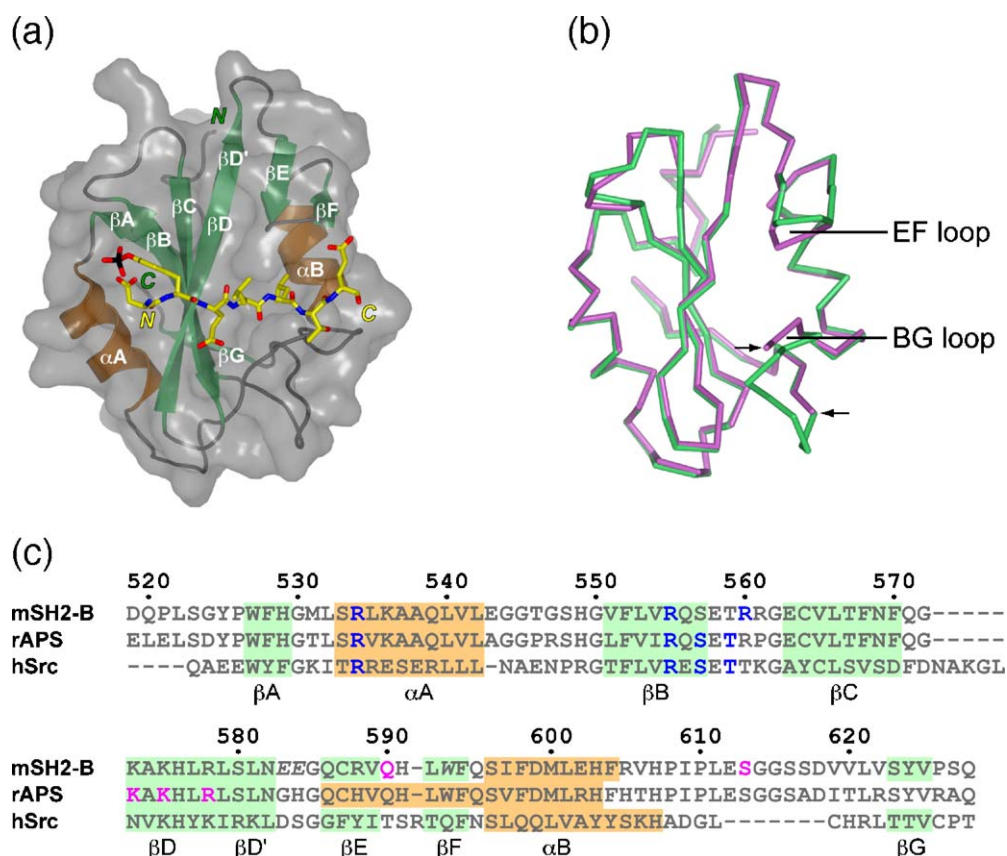 (a)
N
βD'
βE
βC
βD
βF
βA
βB
αB
C
N
C
αA
βG
(b)
EF loop
BG loop
(c)
520 530 540 550 560 570
mSH2-B DQPLSGYPWFHGMLSRLKAAQLVLEGGTGSHGVFLVRQSETRRGECVLTFNFQG-----
rAPS ELELSDYPWFHGTLSRVKAAQLVLAGGPRSHGLFVIRQSETRPGECVLTFNFQG-----
hSrc ----QAEEWYFGKITRRESERLLL-NAENPRGTFLVRESETTKGAYCLSVSDFDNAKGL
βA αA βB βC
580 590 600 610 620
mSH2-B KAKHLRLSLNEEGQCRVQH-LWFQSIFDMLEHFRVHPIPLESGGSSDVVLVSYVPSQ
rAPS KAKHLRLSLNGHGQCHVQH-LWFQSVFDMLRHFHTHPIPLESGGSADITLRSYVRAQ
hSrc NVKHYKIRKLDSGGFYITSRTQFNSLQQLVAYYSKHADGL-------CHRLTTVCPT
βD βD' βE βF αB βG